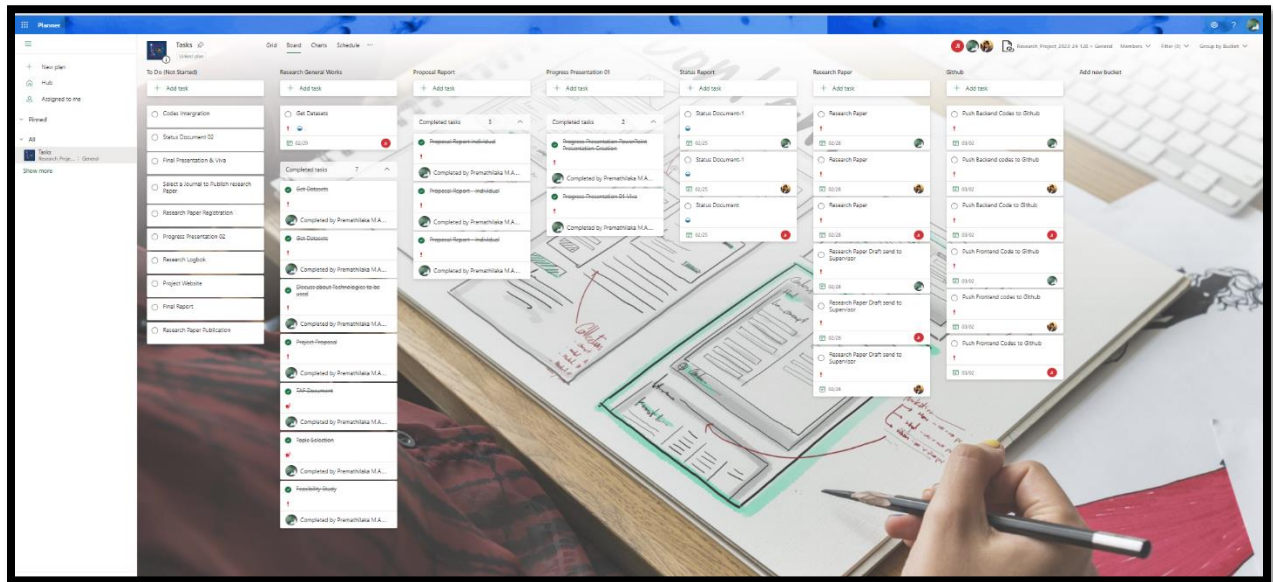 Planner
New plan
Hub
Assigned to me
Pinned
All
Tasks
Research Proje... | General
Show more
Tasks
Grid Board Charts Schedule ...
Research_Project_2023-24 > General Members Filter (0) Group by Bucket
To Do (Not Started)
+ Add task
Codes Intergration
Status Document 02
Final Presentation & Viva
Select a Journal to Publish research
Paper
Research Paper Registration
Progress Presentation 02
Research Logbok
Project Website
Final Report
Research Paper Publication
Research General Works
+ Add task
Get Datasets
02/29
Completed tasks 7
Get Datasets
Completed by Premathilaka M.A...
Get Datasets
Completed by Premathilaka M.A...
Discuss about Technologies to be
used
Completed by Premathilaka M.A...
Project Proposal
Completed by Premathilaka M.A...
TAF Document
Completed by Premathilaka M.A...
Topic Selection
Completed by Premathilaka M.A...
Feasibility Study
Completed by Premathilaka M.A...
Proposal Report
+ Add task
Completed tasks 3
Proposal Report Individual
Completed by Premathilaka M.A...
Proposal Report - Individual
Completed by Premathilaka M.A...
Proposal Report - Individual
Completed by Premathilaka M.A...
Progress Presentation 01
+ Add task
Completed tasks 2
Progress Presentation PowerPoint
Presentation Creation
Completed by Premathilaka M.A...
Progress Presentation 01 Viva
Completed by Premathilaka M.A...
Status Report
+ Add task
Status Document-1
02/25
Status Document-1
02/25
Status Document
02/25
Research Paper
+ Add task
Research Paper
02/28
Research Paper
02/28
Research Paper
02/28
Research Paper Draft send to
Supervisor
02/28
Research Paper Draft send to
Supervisor
02/28
Research Paper Draft send to
Supervisor
02/28
Github
+ Add task
Push Backend Codes to Github
03/02
Push Backend codes to Github
03/02
Push Backend Codes to Github
03/02
Push Frontend codes to Github
03/02
Push Frontend codes to Github
03/02
Push Frontend Codes to Github
03/02
Add new bucket